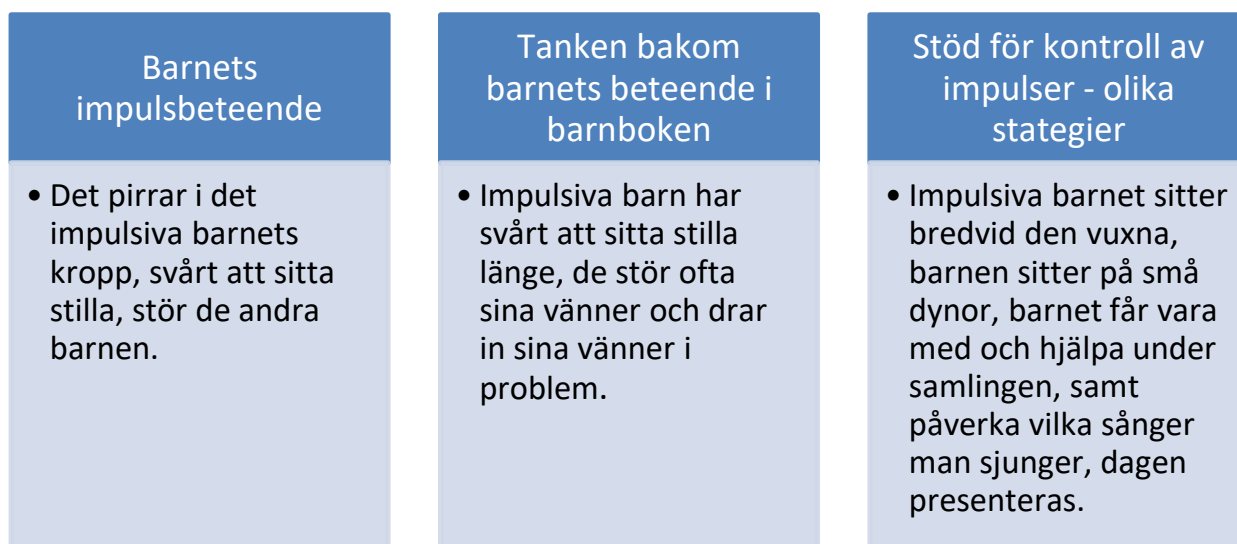 Barnets
impulsbeteende
• Det pirrar i det
impulsiva barnets
kropp, svårt att sitta
stilla, stör de andra
barnen.
Tanken bakom
barnets beteende i
barnboken
• Impulsiva barn har
svårt att sitta stilla
länge, de stör ofta
sina vänner och drar
in sina vänner i
problem.
Stöd för kontroll av
impulser - olika
stategier
• Impulsiva barnet sitter
bredvid den vuxna,
barnen sitter på små
dynor, barnet får vara
med och hjälpa under
samlingen, samt
påverka vilka sånger
man sjunger, dagen
presenteras.